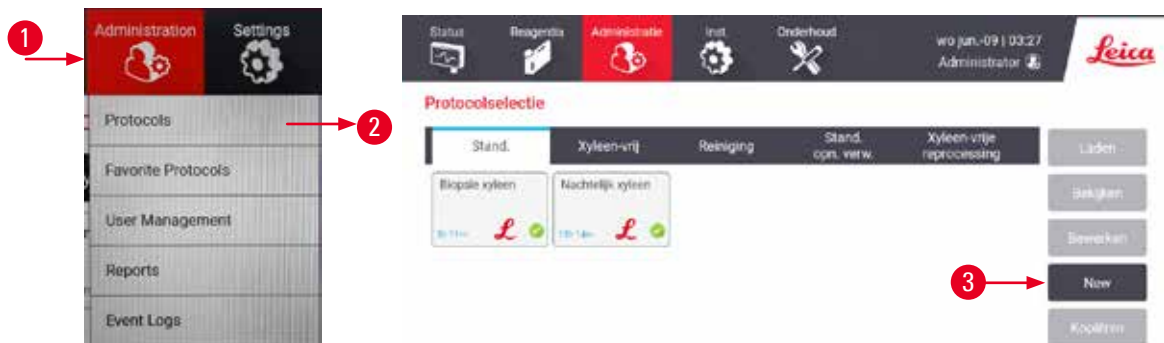 1
Administration Settings
Protocols
2
Favorite Protocols
User Management
Reports
Event Logs
Status Reagentia Administratie Inst. Onderhoud
wo jun.-09 | 03:27
Administrator
Leica
Protocolselectie
Stand. Xyleen-vrij Reiniging Stand. opn. verw. Xyleen-vrije reprocessing
Laden
Biopsie xyleen Nachtelijk xyleen
Bekijken
Bewerken
3
New
Kopiëren